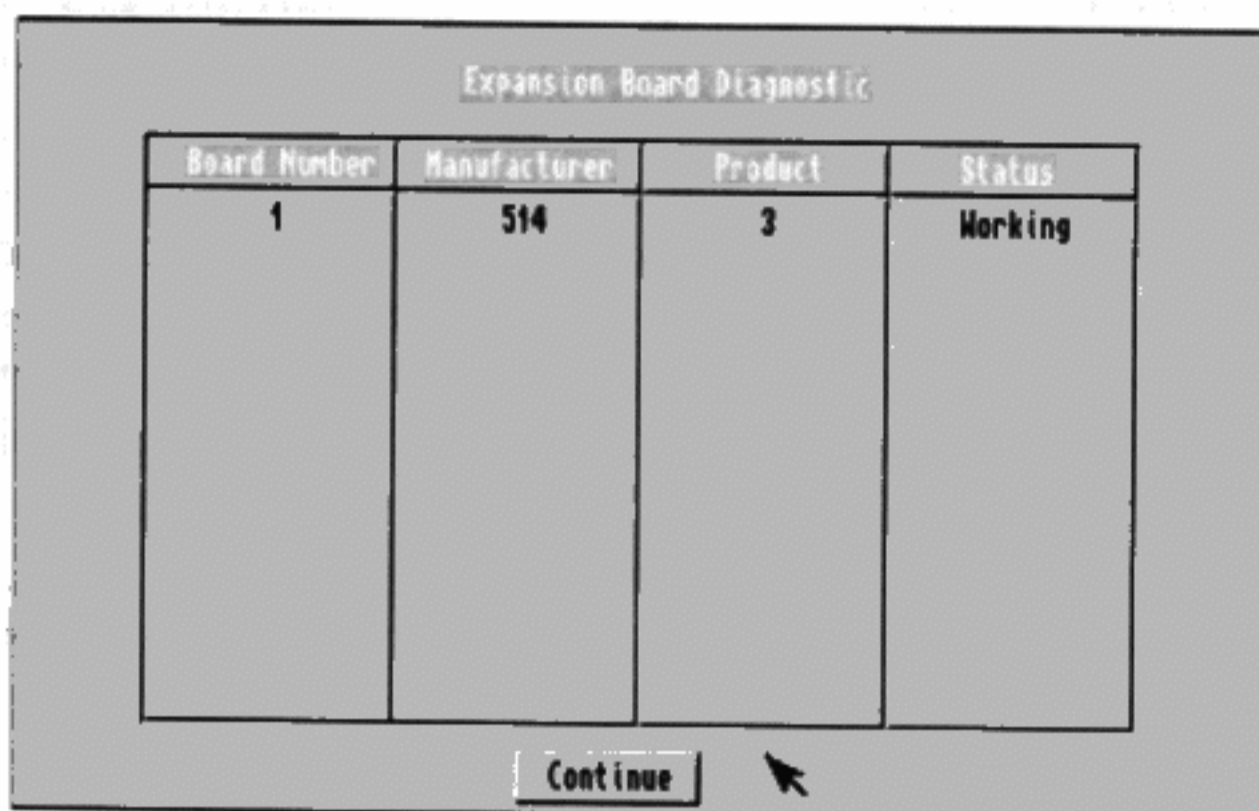 Expansion Board Diagnostic
Board Number Manufacturer Product Status
1 514 3 Working
Continue